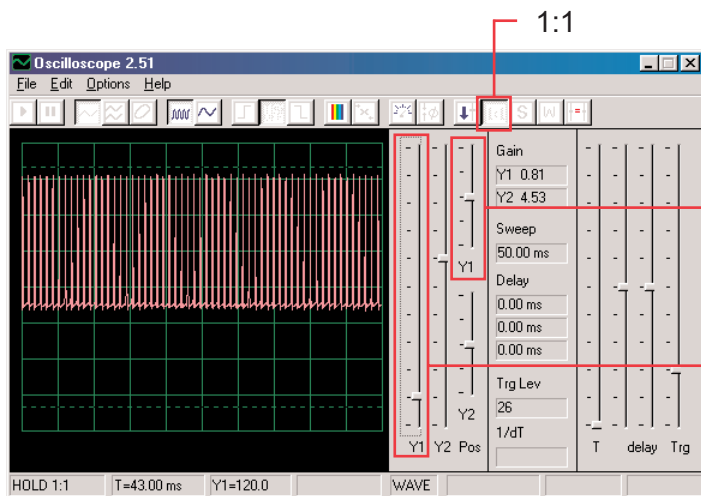 1:1
Oscilloscope 2.51
File Edit Options Help
Gain
Y1 0.81
Y2 4.53
Sweep
50.00 ms
Delay
0.00 ms
0.00 ms
0.00 ms
Trg Lev
26
1/dT
Y1
Y2
Y1 Y2 Pos
T delay Trg
HOLD 1:1 T=43.00 ms Y1=120.0 WAVE